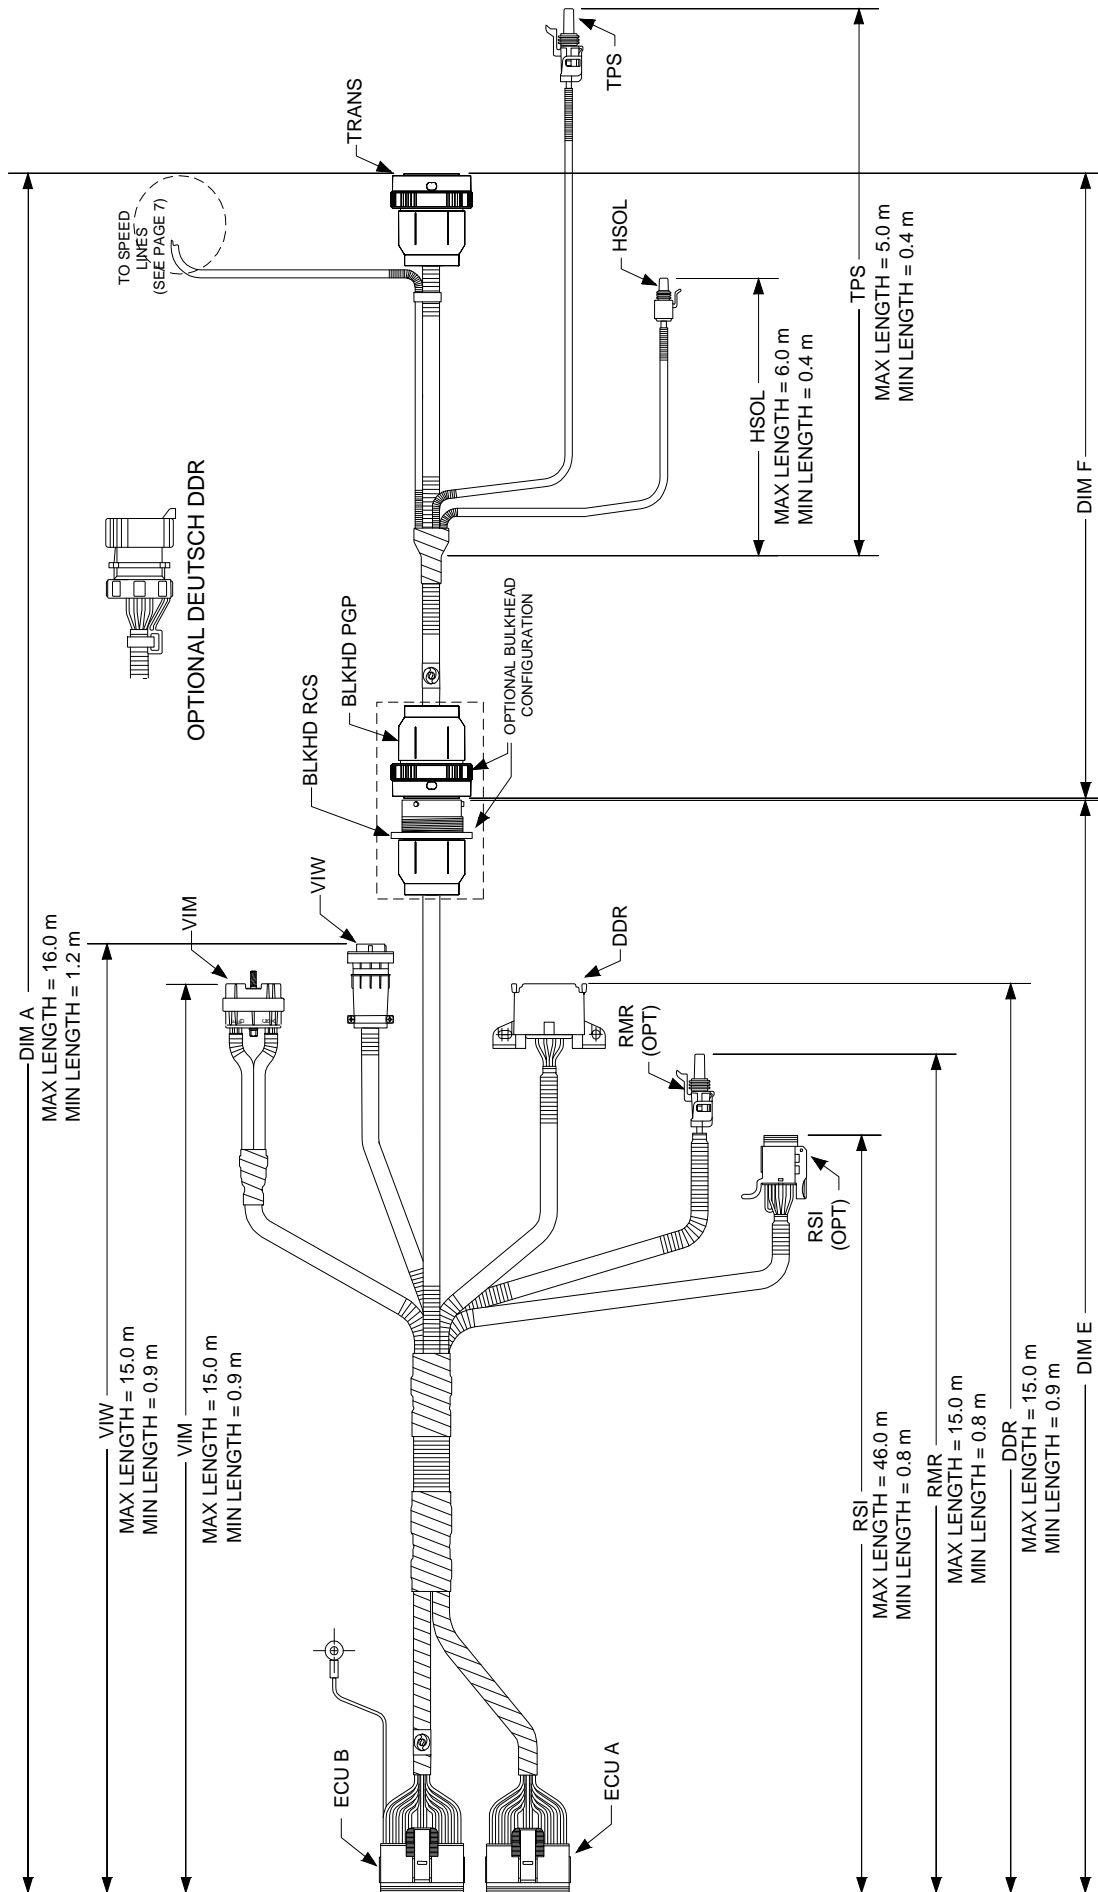 DIM A
MAX LENGTH = 16.0 m
MIN LENGTH = 1.2 m
VIW
MAX LENGTH = 15.0 m
MIN LENGTH = 0.9 m
VIM
MAX LENGTH = 15.0 m
MIN LENGTH = 0.9 m
TO SPEED
LINES
(SEE PAGE 7)
OPTIONAL DEUTSCH DDR
VIM
VIW
BLKHD RCS
BLKHD PGP
TRANS
OPTIONAL BULKHEAD
CONFIGURATION
ECU B
ECU A
TPS
HSOL
DDR
RMR
(OPT)
RSI
(OPT)
HSOL
MAX LENGTH = 6.0 m
MIN LENGTH = 0.4 m
TPS
MAX LENGTH = 5.0 m
MIN LENGTH = 0.4 m
RSI
MAX LENGTH = 46.0 m
MIN LENGTH = 0.8 m
RMR
MAX LENGTH = 15.0 m
MIN LENGTH = 0.8 m
DDR
MAX LENGTH = 15.0 m
MIN LENGTH = 0.9 m
DIM E
DIM F